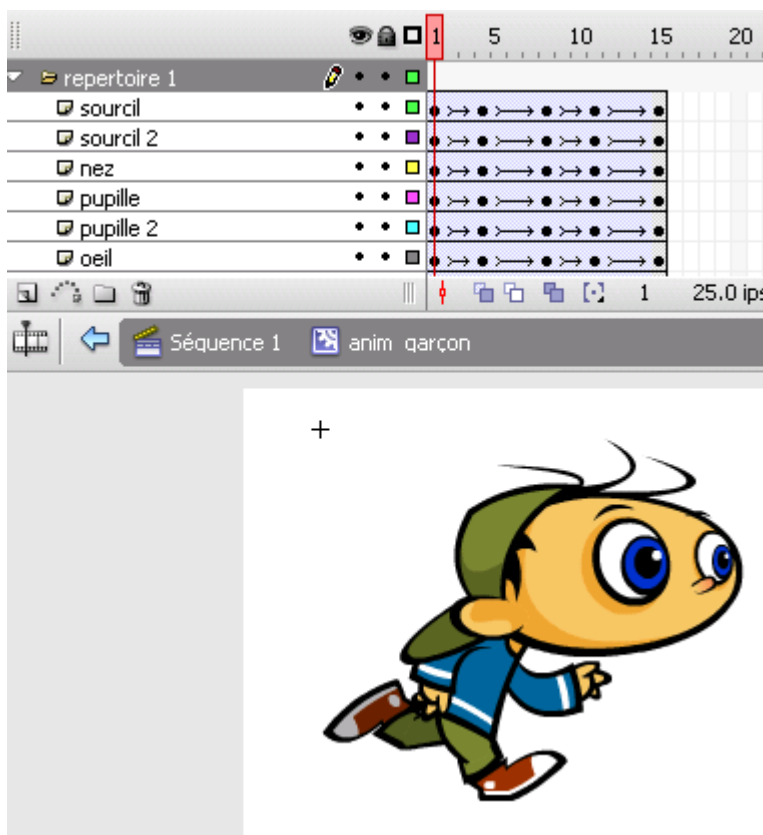 1 5 10 15 20
repertoire 1
sourcil
sourcil 2
nez
pupille
pupille 2
oeil
1 25.0 ips
Séquence 1 anim garçon